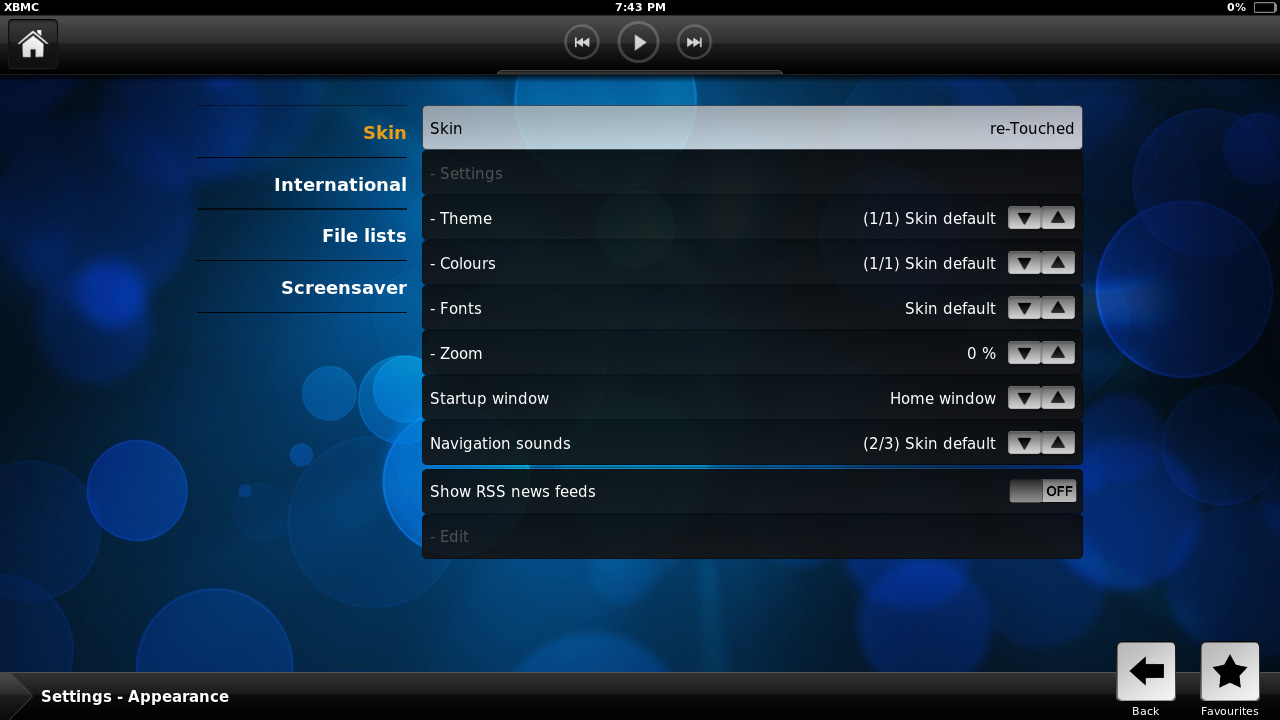 XBMC 7:43 PM 0%
Skin
International
File lists
Screensaver
Skin re-Touched
- Settings
- Theme (1/1) Skin default
- Colours (1/1) Skin default
- Fonts Skin default
- Zoom 0 %
Startup window Home window
Navigation sounds (2/3) Skin default
Show RSS news feeds OFF
- Edit
Settings - Appearance
Back Favourites